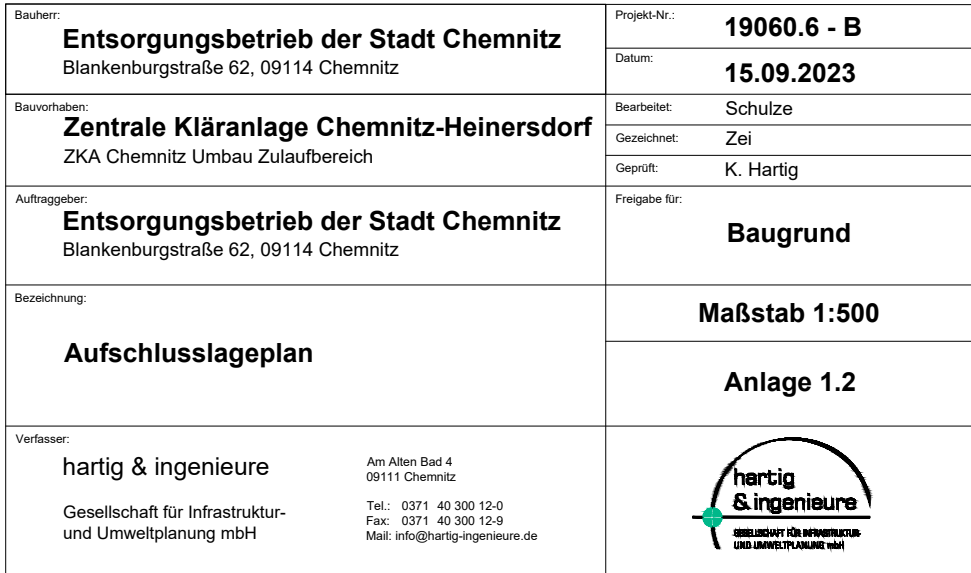 Bauherr:
Entsorgungsbetrieb der Stadt Chemnitz
Blankenburgstraße 62, 09114 Chemnitz
Projekt-Nr.:
19060.6 - B
Datum:
15.09.2023
Bauvorhaben:
Zentrale Kläranlage Chemnitz-Heinersdorf
ZKA Chemnitz Umbau Zulaufbereich
Bearbeitet: Schulze
Gezeichnet: Zei
Geprüft: K. Hartig
Auftraggeber:
Entsorgungsbetrieb der Stadt Chemnitz
Blankenburgstraße 62, 09114 Chemnitz
Freigabe für:
Baugrund
Bezeichnung:
Aufschlusslageplan
Maßstab 1:500
Anlage 1.2
Verfasser:
hartig & ingenieure
Gesellschaft für Infrastruktur-
und Umweltplanung mbH
Am Alten Bad 4
09111 Chemnitz
Tel.: 0371 40 300 12-0
Fax: 0371 40 300 12-9
Mail: info@hartig-ingenieure.de
hartig
& ingenieure
GESELLSCHAFT FÜR INFRASTRUKTUR-
UND UMWELTPLANUNG mbH